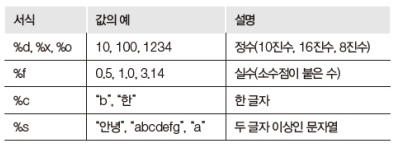 서식 값의 예 설명
%d, %x, %o 10, 100, 1234 정수(10진수, 16진수, 8진수)
%f 0.5, 1.0, 3.14 실수(소수점이 붙은 수)
%c “b”, “한” 한 글자
%s “안녕”, “abcdefg”, “a” 두 글자 이상인 문자열